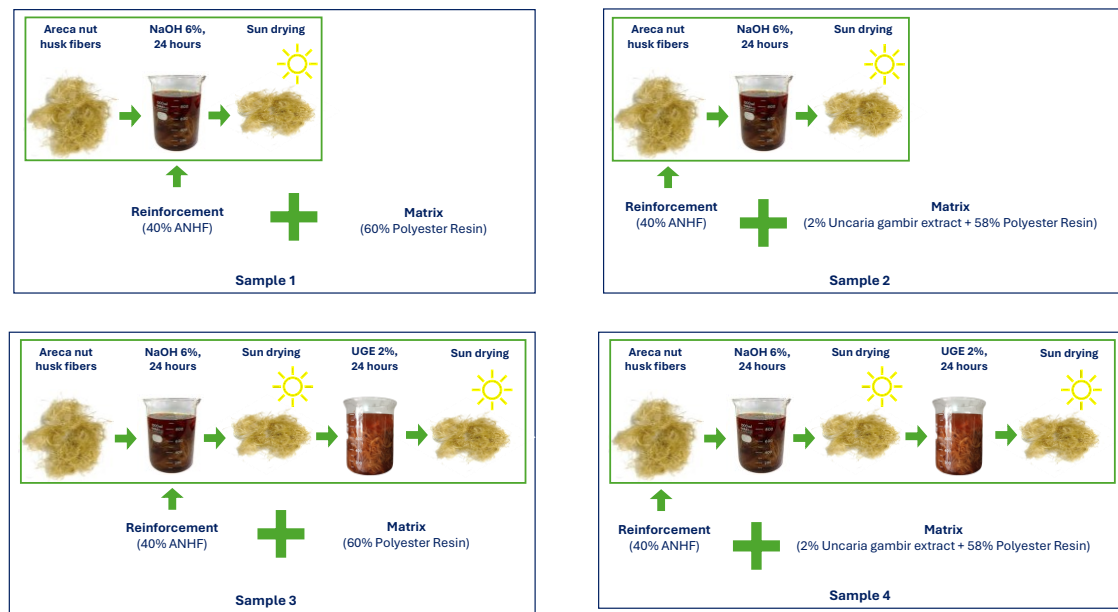 Areca nut
husk fibers
NaOH 6%,
24 hours
Sun drying
Reinforcement
(40% ANHF)
Matrix
(60% Polyester Resin)
Sample 1
Areca nut
husk fibers
NaOH 6%,
24 hours
Sun drying
Reinforcement
(40% ANHF)
Matrix
(2% Uncaria gambir extract + 58% Polyester Resin)
Sample 2
Areca nut
husk fibers
NaOH 6%,
24 hours
Sun drying
UGE 2%,
24 hours
Sun drying
Reinforcement
(40% ANHF)
Matrix
(60% Polyester Resin)
Sample 3
Areca nut
husk fibers
NaOH 6%,
24 hours
Sun drying
UGE 2%,
24 hours
Sun drying
Reinforcement
(40% ANHF)
Matrix
(2% Uncaria gambir extract + 58% Polyester Resin)
Sample 4